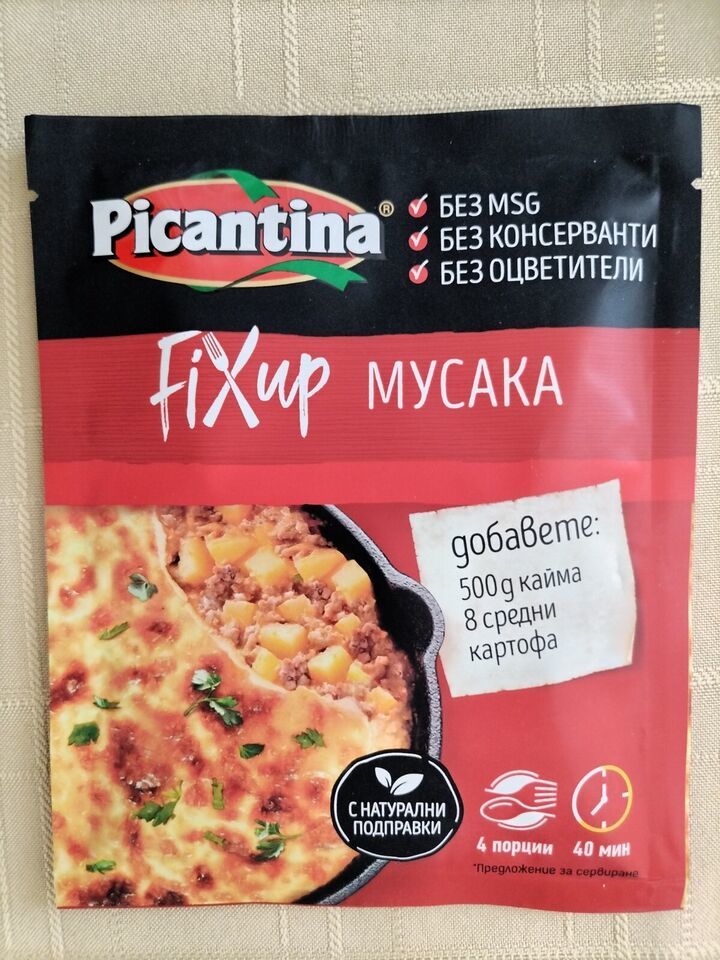 Picantina®
БЕЗ MSG
БЕЗ КОНСЕРВАНТИ
БЕЗ ОЦВЕТИТЕЛИ
FiXup МУСАКА
добавете:
500g кайма
8 средни
картофа
С НАТУРАЛНИ
ПОДПРАВКИ
4 порции
40 мин
*Предложение за сервиране